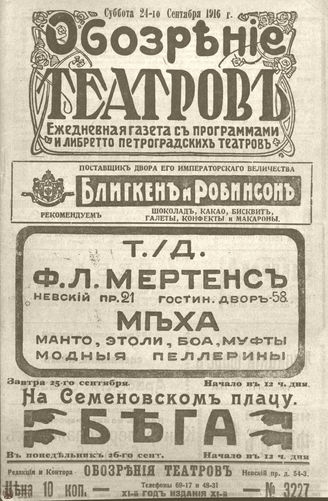 Суббота 24-го Сентября 1916 г.
Обозрѣніе
ТЕАТРОВЪ
Ежедневная газета съ программами
и либретто петроградскихъ театровъ
ПОСТАВЩИКЪ ДВОРА ЕГО ИМПЕРАТОРСКАГО ВЕЛИЧЕСТВА
БЛИГКЕНЪ и РОБИНСОНЪ
РЕКОМЕНДУЕМЪ
ШОКОЛАДЪ, КАКАО, БИСКВИТ,
ГАЛЕТЫ, КОНФЕКТЫ и МАКАРОНЫ.
Т./Д.
Ф.Л. МЕРТЕНСЪ
НЕВСКІЙ ПР. 21 ГОСТИН. ДВОРЪ-58.
МѢХА
МАНТО, ЭТОЛИ, БОА, МУФТЫ
МОДНЫЯ ПЕЛЛЕРИНЫ
Завтра 25-го сентября. Начало въ 12 ч. дня.
На Семеновскомъ плацу.
БѢГА
Въ понедѣльникъ 26-го сент. Начало въ 12 ч. дня
Редакція и Контора - ОБОЗРѢНІЯ ТЕАТРОВЪ Невскій пр. д. 54-3.
Телефоны 69-17 и 48-31
Цѣна 10 коп. - XI-й ГОДЪ ИЗДАНІЯ XI-й - № 3227